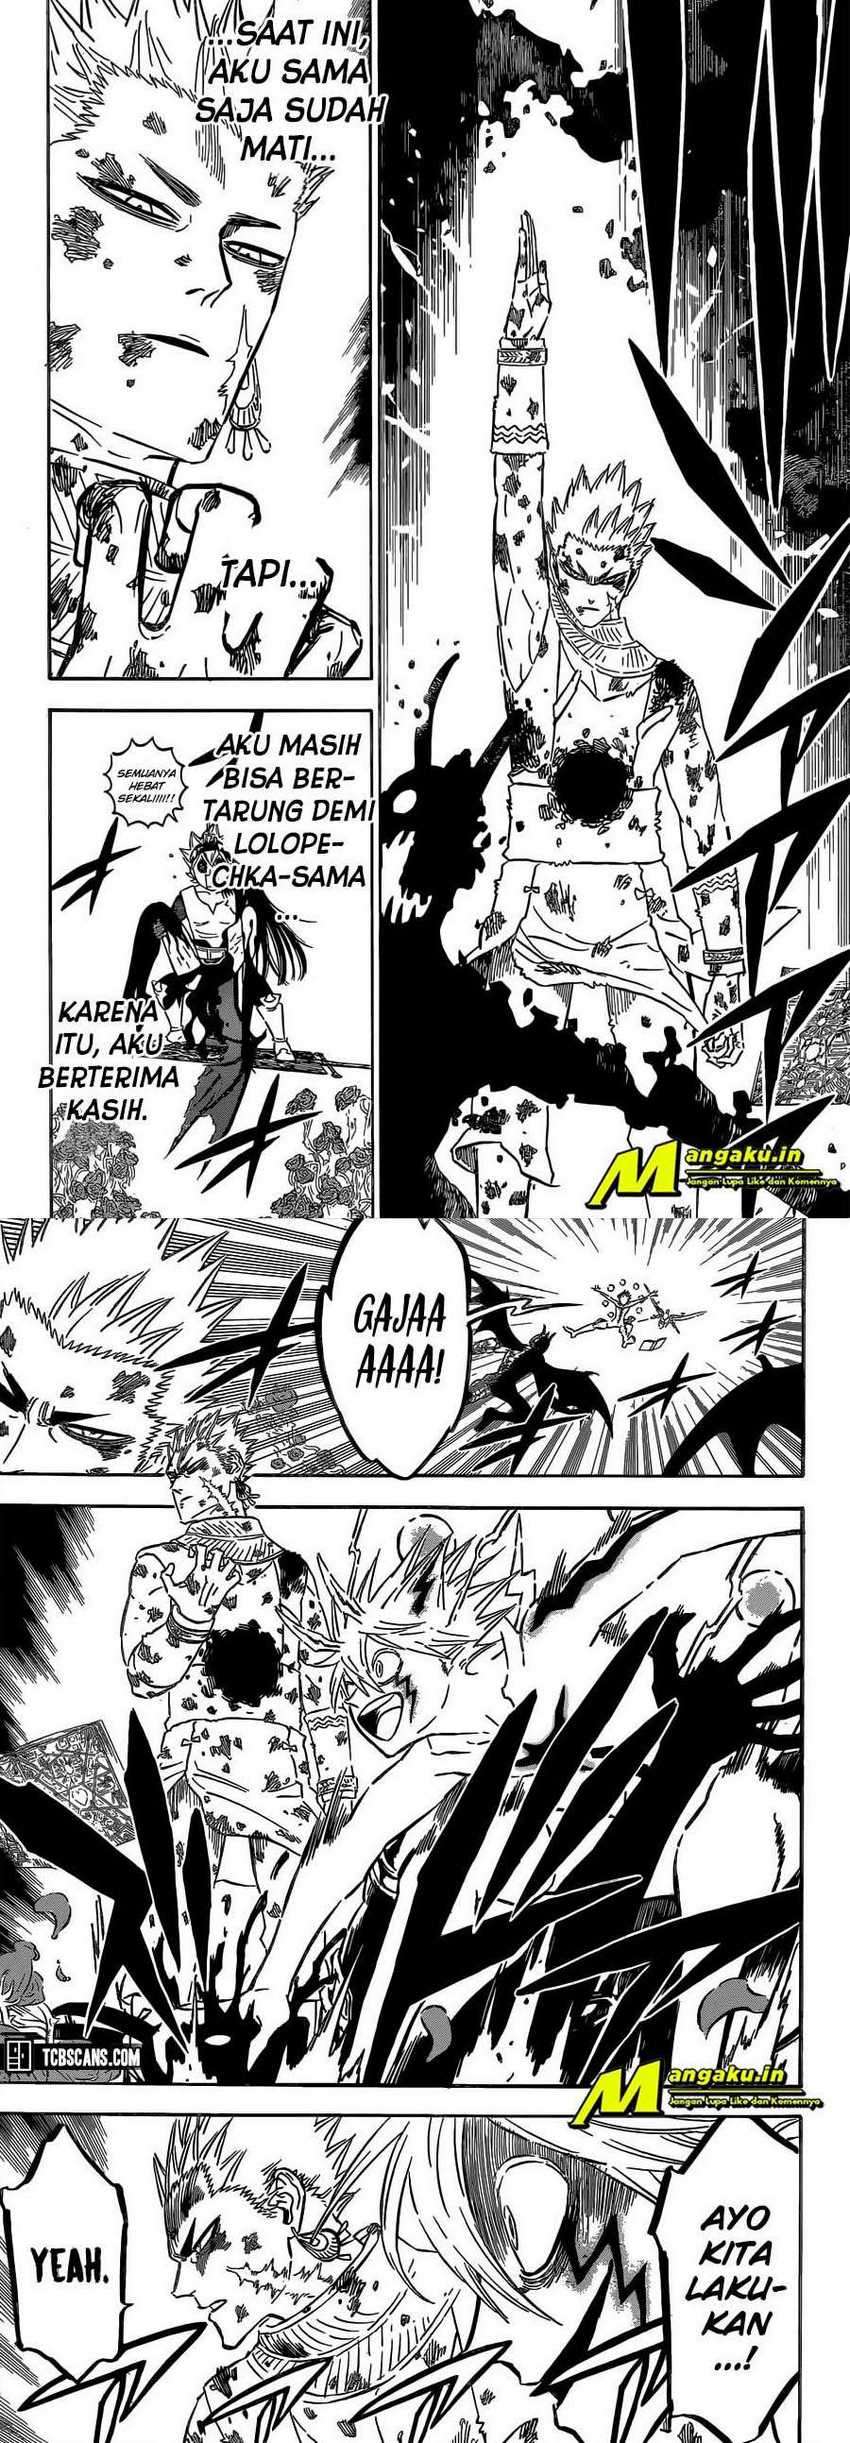 ...SAAT INI,
AKU SAMA
SAJA SUDAH
MATI...
TAPI...
SEMUANYA
HEBAT
SEKALIIII!!
AKU MASIH
BISA BER-
TARUNG DEMI
LOLOPE-
CHKA-SAMA
...
KARENA
ITU, AKU
BERTERIMA
KASIH.
Mangaku.in
Jangan Lupa Like dan Komennya
GAJAA
AAAA!
TCBSCANS.COM
Mangaku.in
Jangan Lupa Like dan Komennya
AYO
KITA
LAKU-
KAN
...!
YEAH.